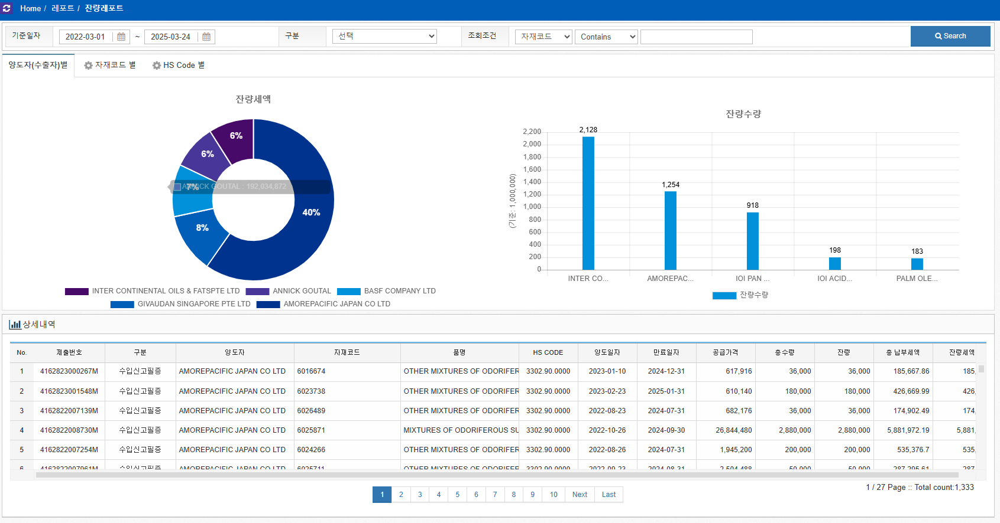 Home / 레포트 / 잔량레포트
기준일자 2022-03-01 ~ 2025-03-24 구분 선택 조회조건 자재코드 Contains Search
양도자(수출자)별 자재코드 별 HS Code 별
잔량세액
6%
6%
7%
ANNICK GOUTAL : 192,034,872
40%
8%
INTER CONTINENTAL OILS & FATSPTE LTD ANNICK GOUTAL BASF COMPANY LTD
GIVAUDAN SINGAPORE PTE LTD AMOREPACIFIC JAPAN CO LTD
잔량수량
(기준: 1,000,000)
2,200
2,000
1,800
1,600
1,400
1,200
1,000
800
600
400
200
0
2,128
1,254
918
198
183
INTER CO... AMOREPAC... IOI PAN ... IOI ACID... PALM OLE...
잔량수량
상세내역
No. 제출번호 구분 양도자 자재코드 품명 HS CODE 양도일자 만료일자 공급가격 총수량 잔량 총 납부세액 잔량세액
1 4162823000267M 수입신고필증 AMOREPACIFIC JAPAN CO LTD 6016674 OTHER MIXTURES OF ODORIFER 3302.90.0000 2023-01-10 2024-12-31 617,916 36,000 36,000 185,667.86 185,
2 4162823001548M 수입신고필증 AMOREPACIFIC JAPAN CO LTD 6023738 OTHER MIXTURES OF ODORIFER 3302.90.0000 2023-02-23 2025-01-31 610,140 180,000 180,000 426,669.99 426,
3 4162822007139M 수입신고필증 AMOREPACIFIC JAPAN CO LTD 6026489 OTHER MIXTURES OF ODORIFER 3302.90.0000 2022-08-23 2024-07-31 682,176 36,000 36,000 174,902.49 174,
4 4162822008730M 수입신고필증 AMOREPACIFIC JAPAN CO LTD 6025871 MIXTURES OF ODORIFEROUS SU 3302.90.0000 2022-10-26 2024-09-30 26,844,480 2,880,000 2,880,000 5,881,972.19 5,881,
5 4162822007254M 수입신고필증 AMOREPACIFIC JAPAN CO LTD 6024266 OTHER MIXTURES OF ODORIFER 3302.90.0000 2022-08-26 2024-07-31 1,945,200 200,000 200,000 535,376.7 535,
6 4162822007961M 수입신고필증 AMOREPACIFIC JAPAN CO LTD 6025711 OTHER MIXTURES OF ODORIFER 3302.90.0000 2022-09-23 2024-08-31 2,504,488 50,000 50,000 287,295.61 287,
1 2 3 4 5 6 7 8 9 10 Next Last
1 / 27 Page :: Total count:1,333